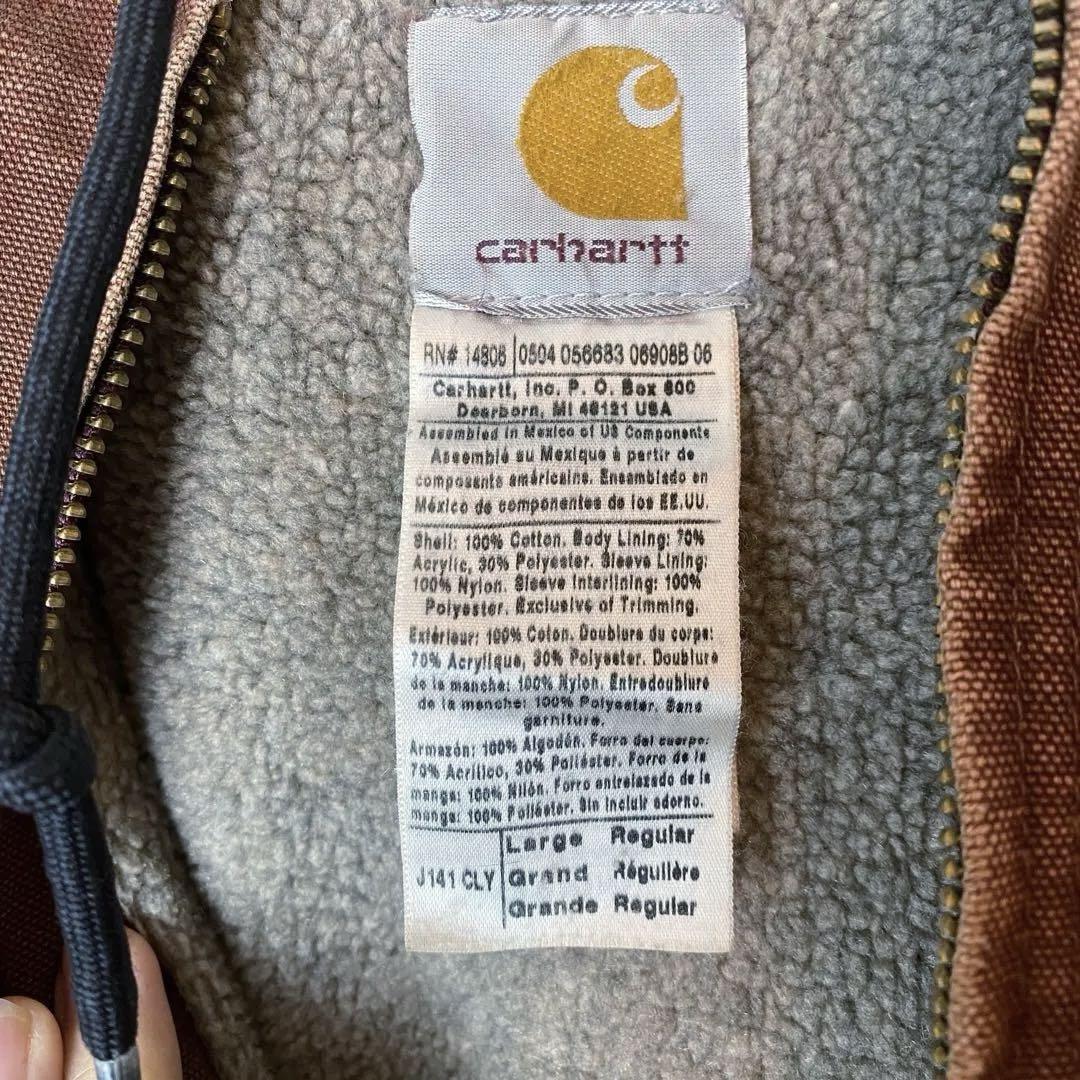 carhartt
RN# 14806 0504 056683 06908B 06
Carhartt, Inc. P. O. Box 600
Dearborn, MI 48121 USA
Assembled in Mexico of US Components
Assemblé au Mexique à partir de
composants américains. Ensamblado en
México de componentes de los EE.UU.
Shell: 100% Cotton. Body Lining: 70%
Acrylic, 30% Polyester. Sleeve Lining:
100% Nylon. Sleeve Interlining: 100%
Polyester. Exclusive of Trimming.
Extérieur: 100% Coton. Doublure du corps:
70% Acrylique, 30% Polyester. Doublure
de la manche: 100% Nylon. Entredoublure
de la manche: 100% Polyester. Sans
garniture.
Armazón: 100% Algodón. Forro del cuerpo:
70% Acrílico, 30% Poliéster. Forro de la
manga: 100% Nilón. Forro entrelazado de la
manga: 100% Poliéster. Sin incluir adorno.
Large Regular
J141 CLY Grand Régulière
Grande Regular